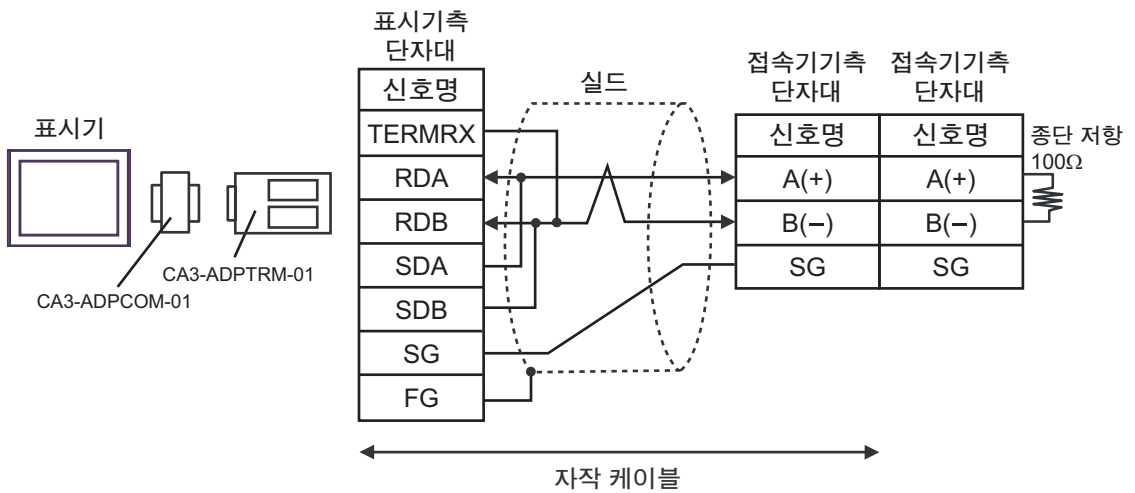 표시기
CA3-ADPCOM-01
CA3-ADPTRM-01
표시기측
단자대
신호명
TERMRX
RDA
RDB
SDA
SDB
SG
FG
실드
접속기기측
단자대
신호명
A(+)
B(−)
SG
접속기기측
단자대
신호명
A(+)
B(−)
SG
종단 저항
100Ω
자작 케이블